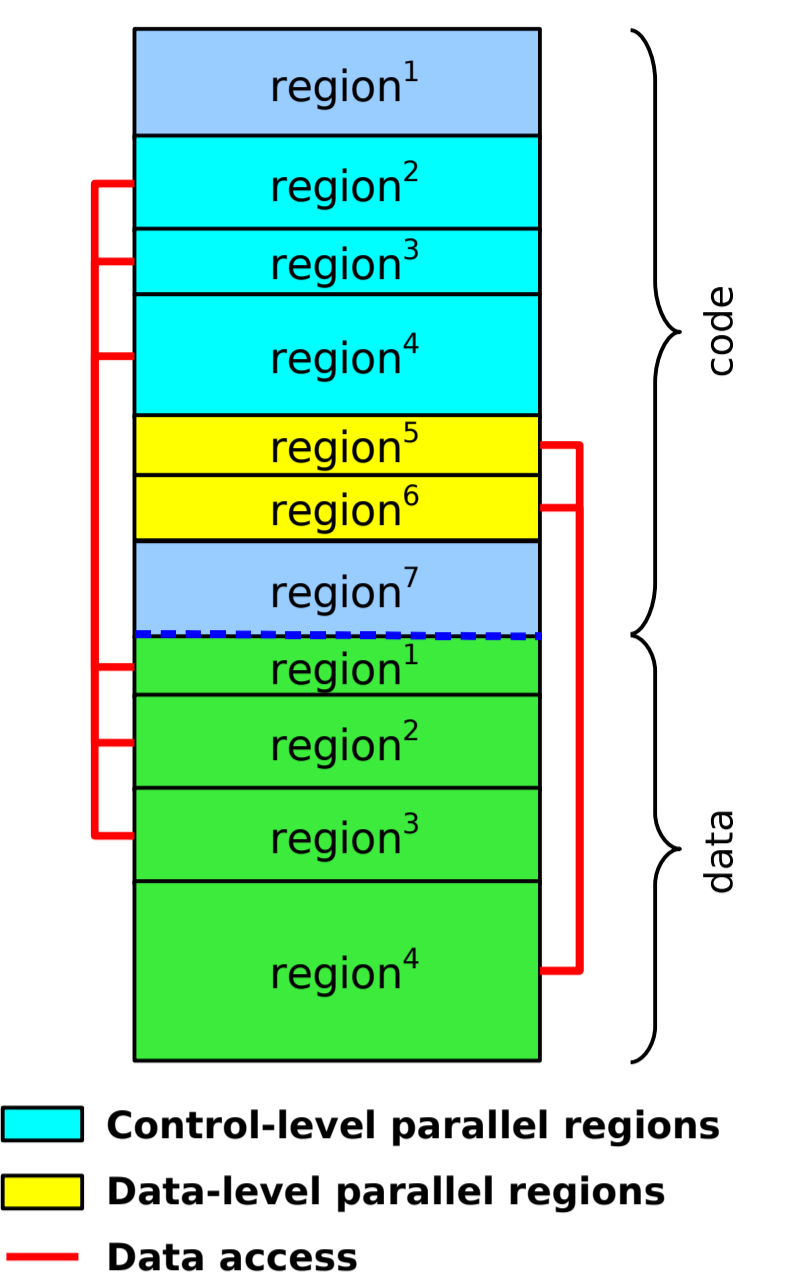 region¹
region²
region³
region⁴
region⁵
region⁶
region⁷
region¹
region²
region³
region⁴
code
data
Control-level parallel regions
Data-level parallel regions
Data access